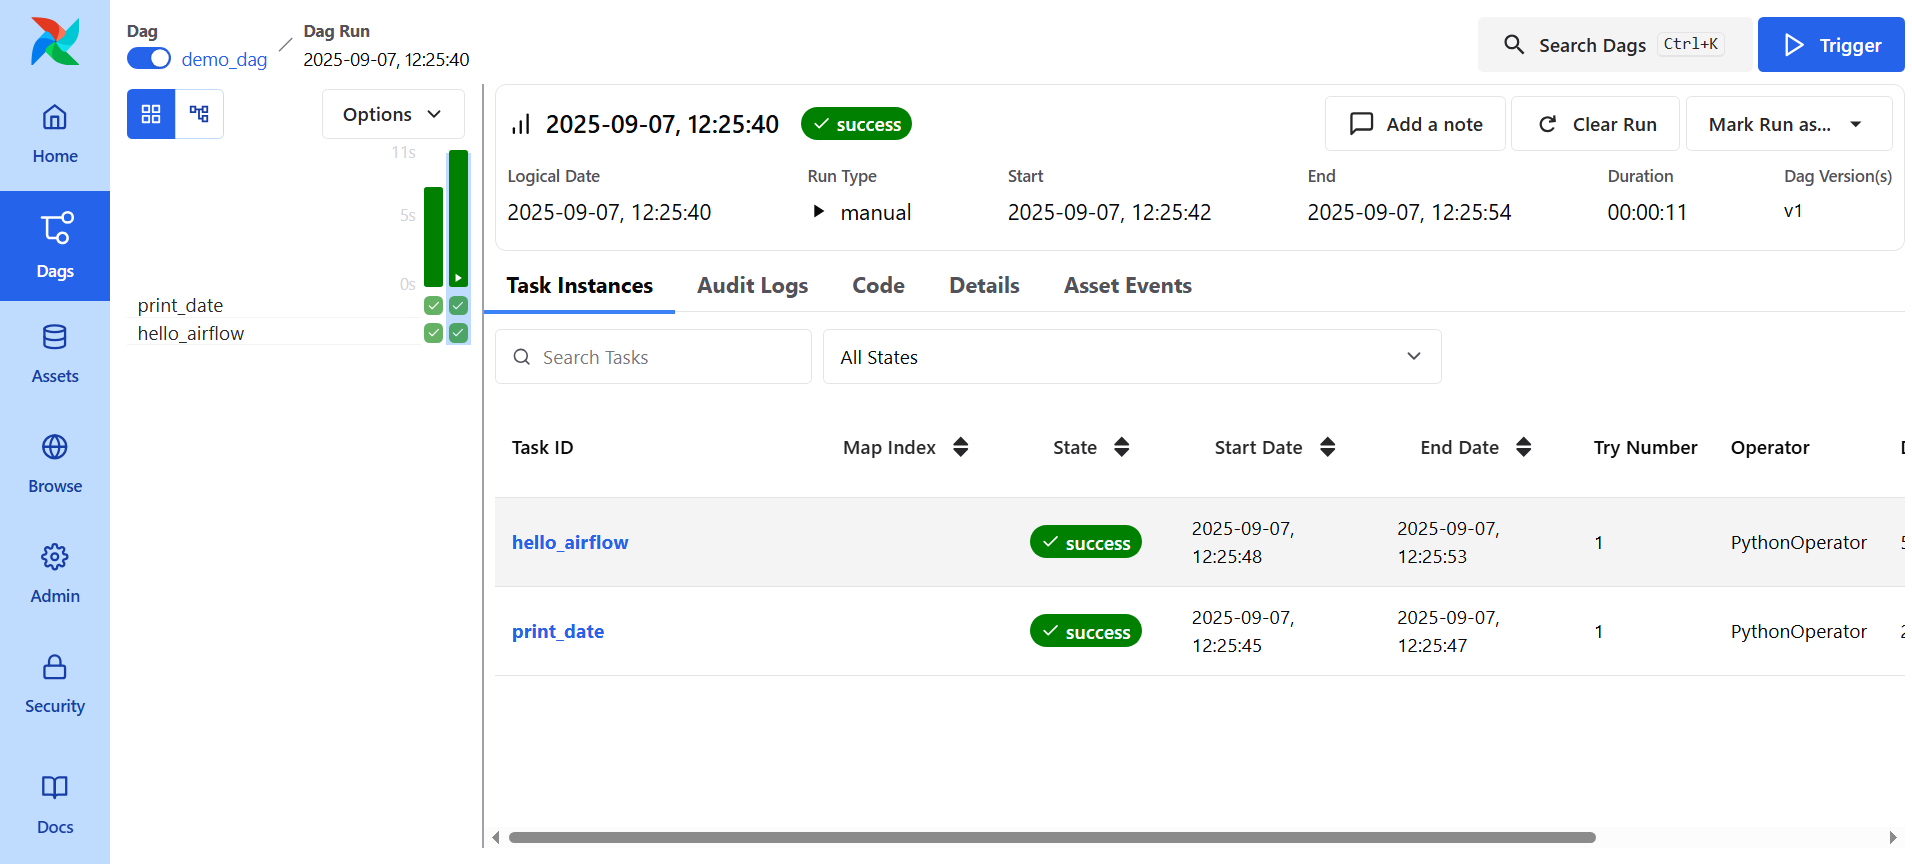 Dag
demo_dag
Dag Run
2025-09-07, 12:25:40
Search Dags Ctrl+K
Trigger
Home
Dags
Assets
Browse
Admin
Security
Docs
Options
11s
5s
0s
print_date
hello_airflow
2025-09-07, 12:25:40 success
Add a note
Clear Run
Mark Run as...
Logical Date Run Type Start End Duration Dag Version(s)
2025-09-07, 12:25:40 manual 2025-09-07, 12:25:42 2025-09-07, 12:25:54 00:00:11 v1
Task Instances Audit Logs Code Details Asset Events
Search Tasks
All States
Task ID Map Index State Start Date End Date Try Number Operator
hello_airflow success 2025-09-07, 12:25:48 2025-09-07, 12:25:53 1 PythonOperator
print_date success 2025-09-07, 12:25:45 2025-09-07, 12:25:47 1 PythonOperator